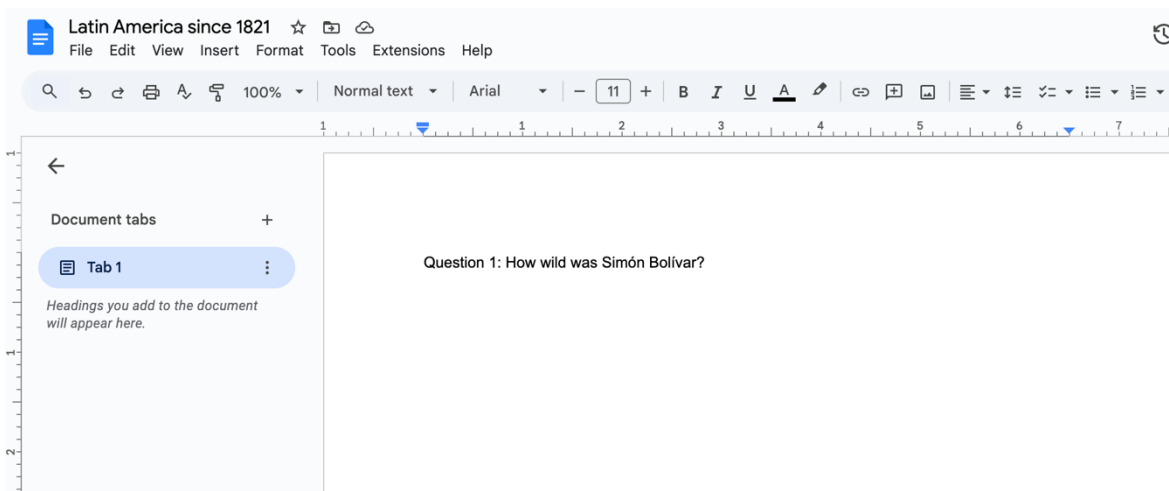 Latin America since 1821
File Edit View Insert Format Tools Extensions Help
100% Normal text Arial − 11 + B I U A
1 1 2 3 4 5 6 7
1
Document tabs +
Tab 1
Question 1: How wild was Simón Bolívar?
Headings you add to the document
will appear here.
1
2